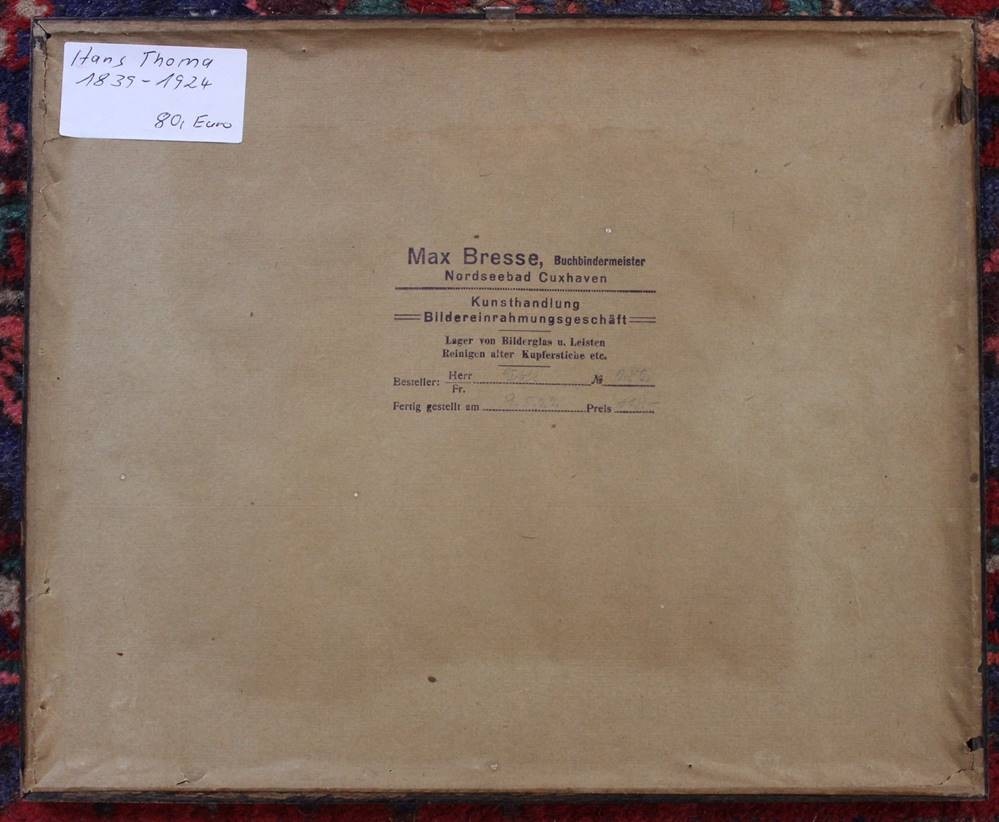 Hans Thoma
1839-1924
80, Euro
Max Bresse, Buchbindermeister
Nordseebad Cuxhaven
Kunsthandlung
Bildereinrahmungsgeschäft
Lager von Bilderglas u. Leisten
Reinigen alter Kupferstiche etc.
Besteller: Herr № 
Fr.
Fertig gestellt am Preis